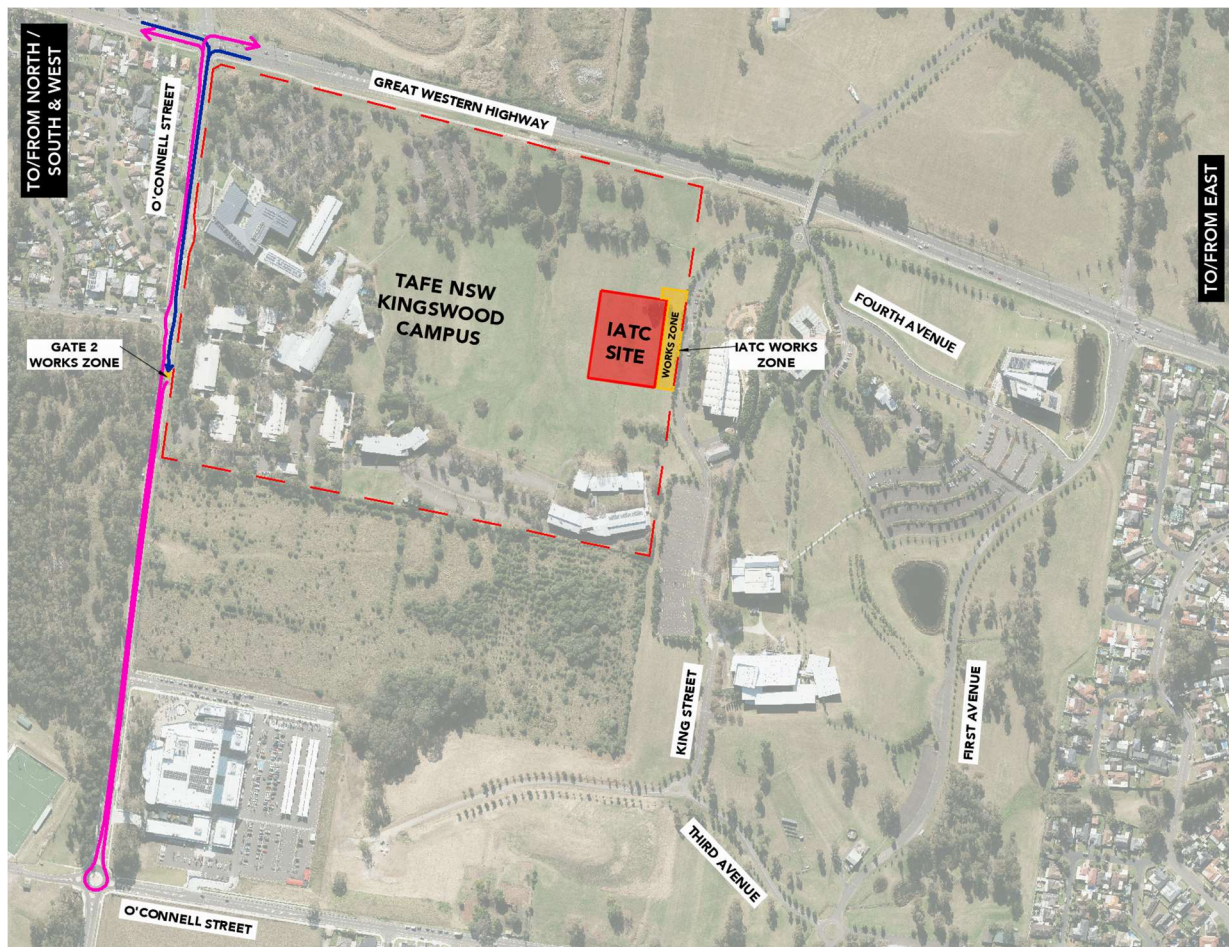 TO/FROM NORTH /
SOUTH & WEST
O'CONNELL STREET
GREAT WESTERN HIGHWAY
TO/FROM EAST
TAFE NSW
KINGSWOOD
CAMPUS
IATC
SITE
WORKS ZONE
IATC WORKS
ZONE
FOURTH AVENUE
GATE 2
WORKS ZONE
KING STREET
FIRST AVENUE
THIRD AVENUE
O'CONNELL STREET